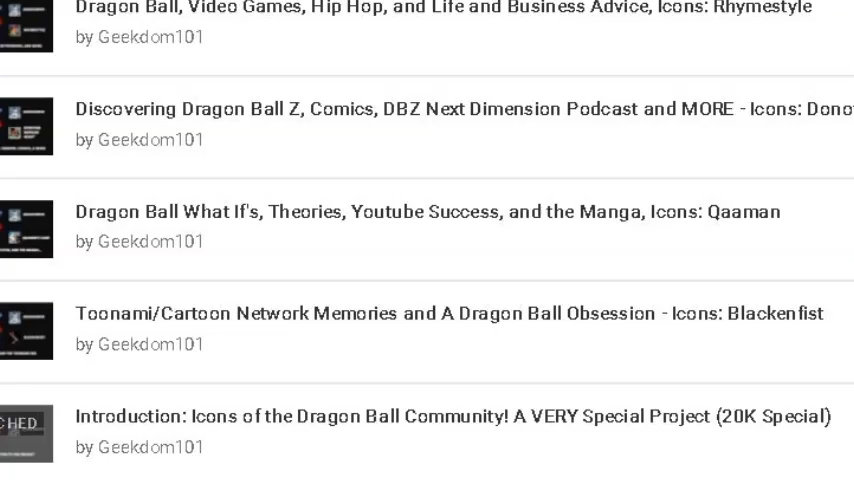 Dragon Ball, Video Games, Hip Hop, and Life and Business Advice, Icons: Rhymestyle
by Geekdom101
Discovering Dragon Ball Z, Comics, DBZ Next Dimension Podcast and MORE - Icons: Dono
by Geekdom101
Dragon Ball What If's, Theories, Youtube Success, and the Manga, Icons: Qaaman
by Geekdom101
Toonami/Cartoon Network Memories and A Dragon Ball Obsession - Icons: Blackenfist
by Geekdom101
CHED
Introduction: Icons of the Dragon Ball Community! A VERY Special Project (20K Special)
by Geekdom101